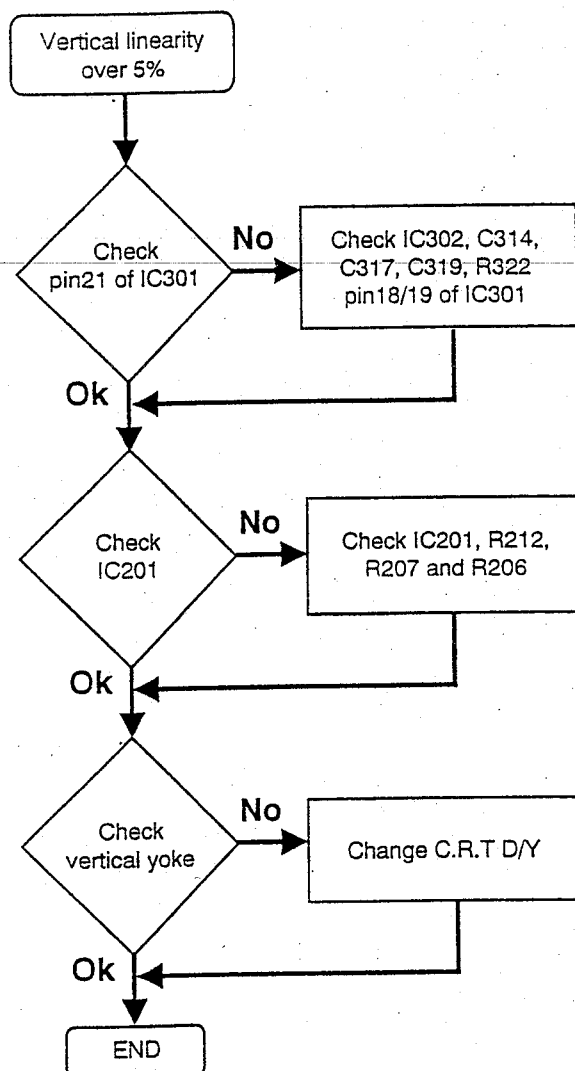 Vertical linearity
over 5%
Check
pin21 of IC301
No
Check IC302, C314,
C317, C319, R322
pin18/19 of IC301
Ok
Check
IC201
No
Check IC201, R212,
R207 and R206
Ok
Check
vertical yoke
No
Change C.R.T D/Y
Ok
END